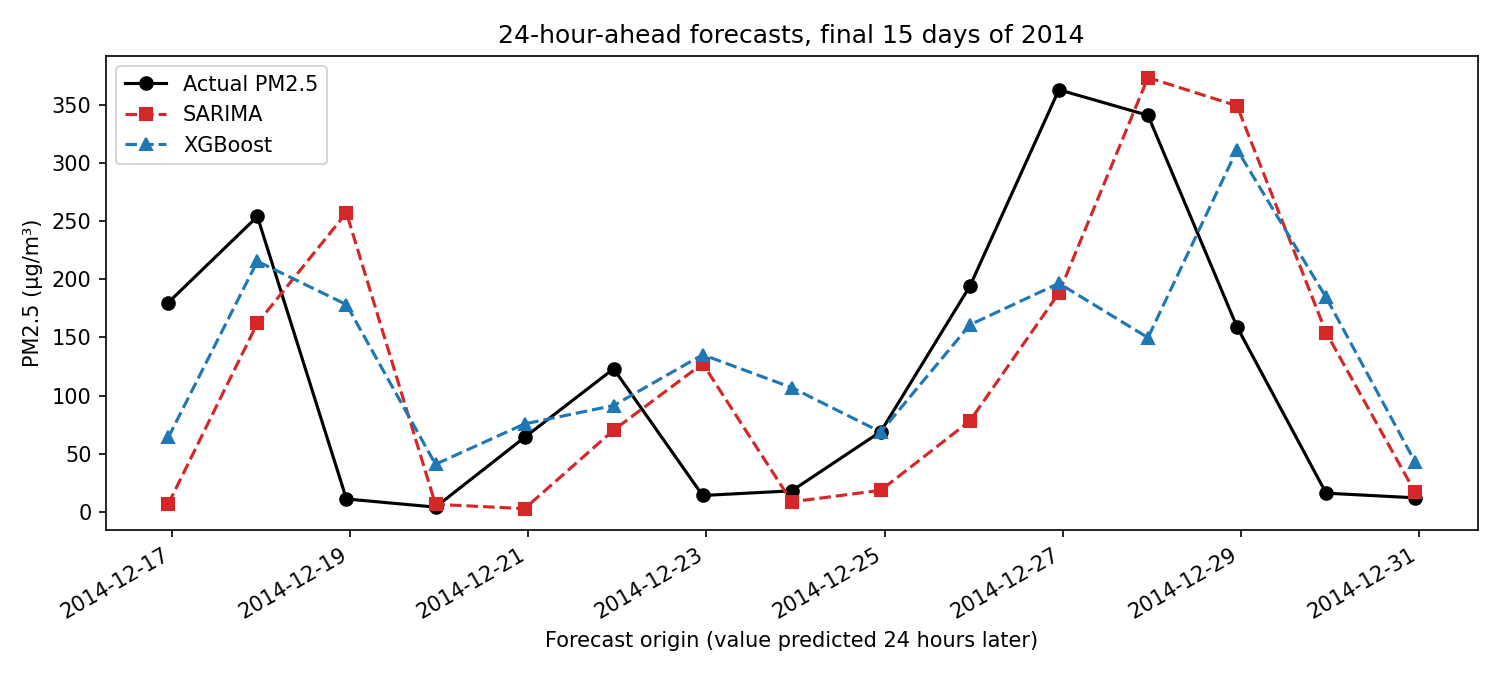 24-hour-ahead forecasts, final 15 days of 2014
Actual PM2.5
SARIMA
XGBoost
PM2.5 (µg/m³)
350
300
250
200
150
100
50
0
2014-12-17
2014-12-19
2014-12-21
2014-12-23
2014-12-25
2014-12-27
2014-12-29
2014-12-31
Forecast origin (value predicted 24 hours later)